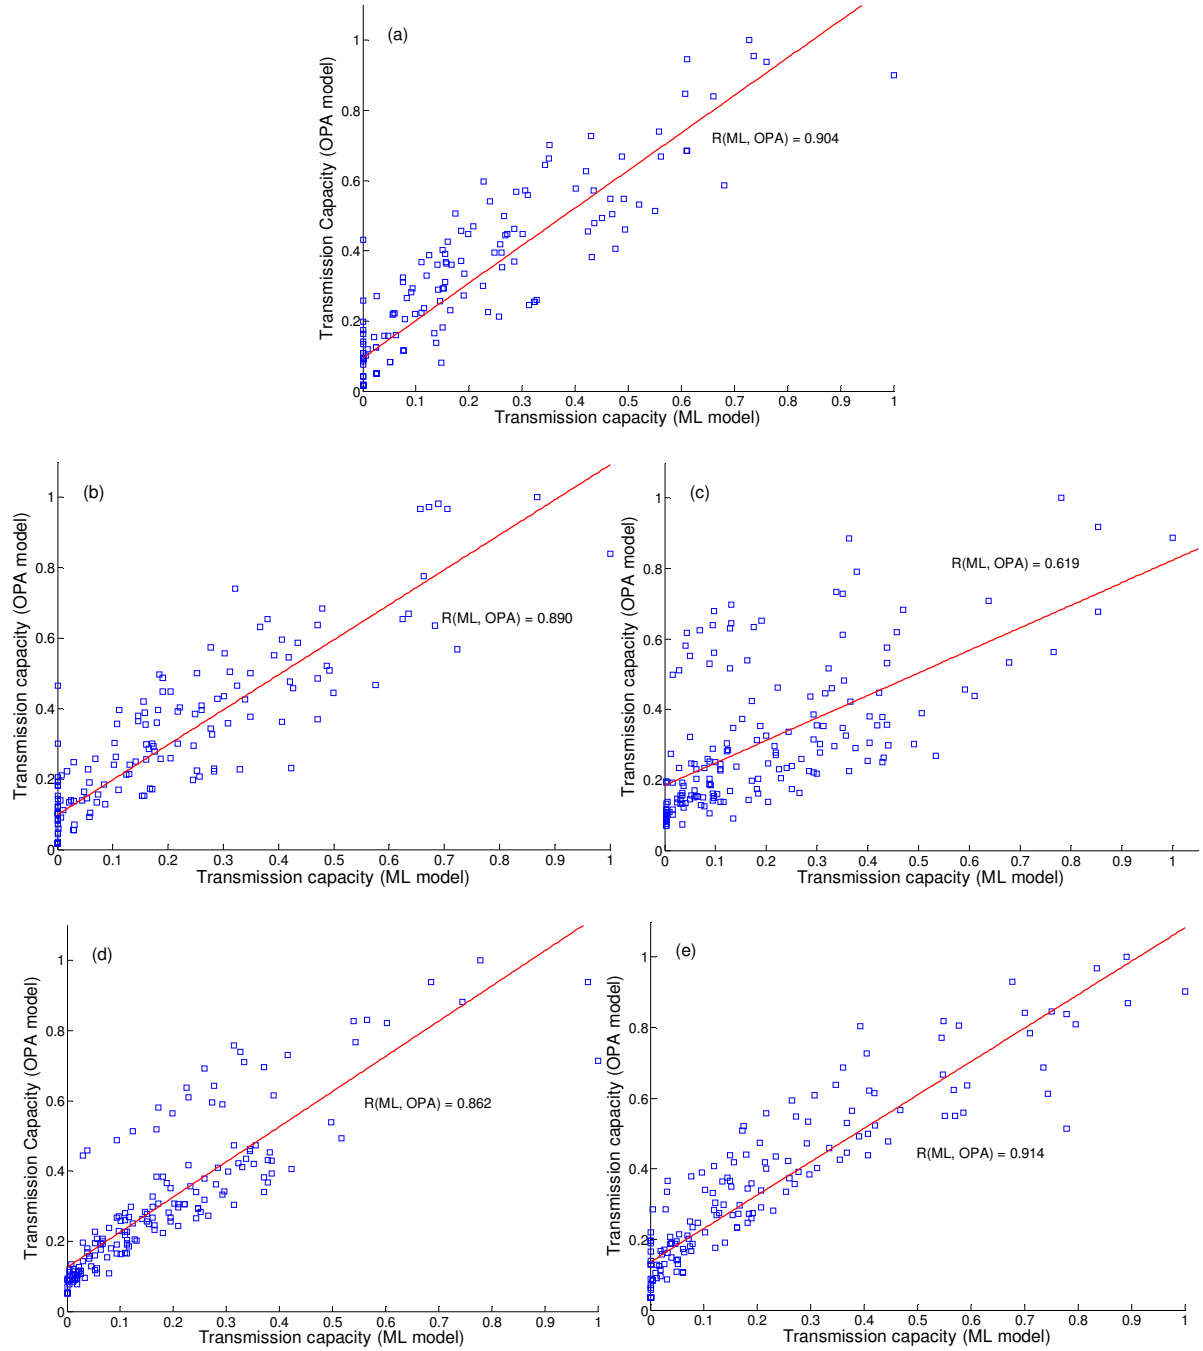 (a)
Transmission Capacity (OPA model)
1
0.8
0.6
0.4
0.2
0
R(ML, OPA) = 0.904
0 0.1 0.2 0.3 0.4 0.5 0.6 0.7 0.8 0.9 1
Transmission capacity (ML model)
(b)
Transmission capacity (OPA model)
1
0.8
0.6
0.4
0.2
0
R(ML, OPA) = 0.890
0 0.1 0.2 0.3 0.4 0.5 0.6 0.7 0.8 0.9 1
Transmission capacity (ML model)
(c)
Transmission capacity (OPA model)
1
0.8
0.6
0.4
0.2
0
R(ML, OPA) = 0.619
0 0.1 0.2 0.3 0.4 0.5 0.6 0.7 0.8 0.9 1
Transmission capacity (ML model)
(d)
Transmission Capacity (OPA model)
1
0.8
0.6
0.4
0.2
0
R(ML, OPA) = 0.862
0 0.1 0.2 0.3 0.4 0.5 0.6 0.7 0.8 0.9 1
Transmission capacity (ML model)
(e)
Transmission capacity (OPA model)
1
0.8
0.6
0.4
0.2
0
R(ML, OPA) = 0.914
0 0.1 0.2 0.3 0.4 0.5 0.6 0.7 0.8 0.9 1
Transmission capacity (ML model)